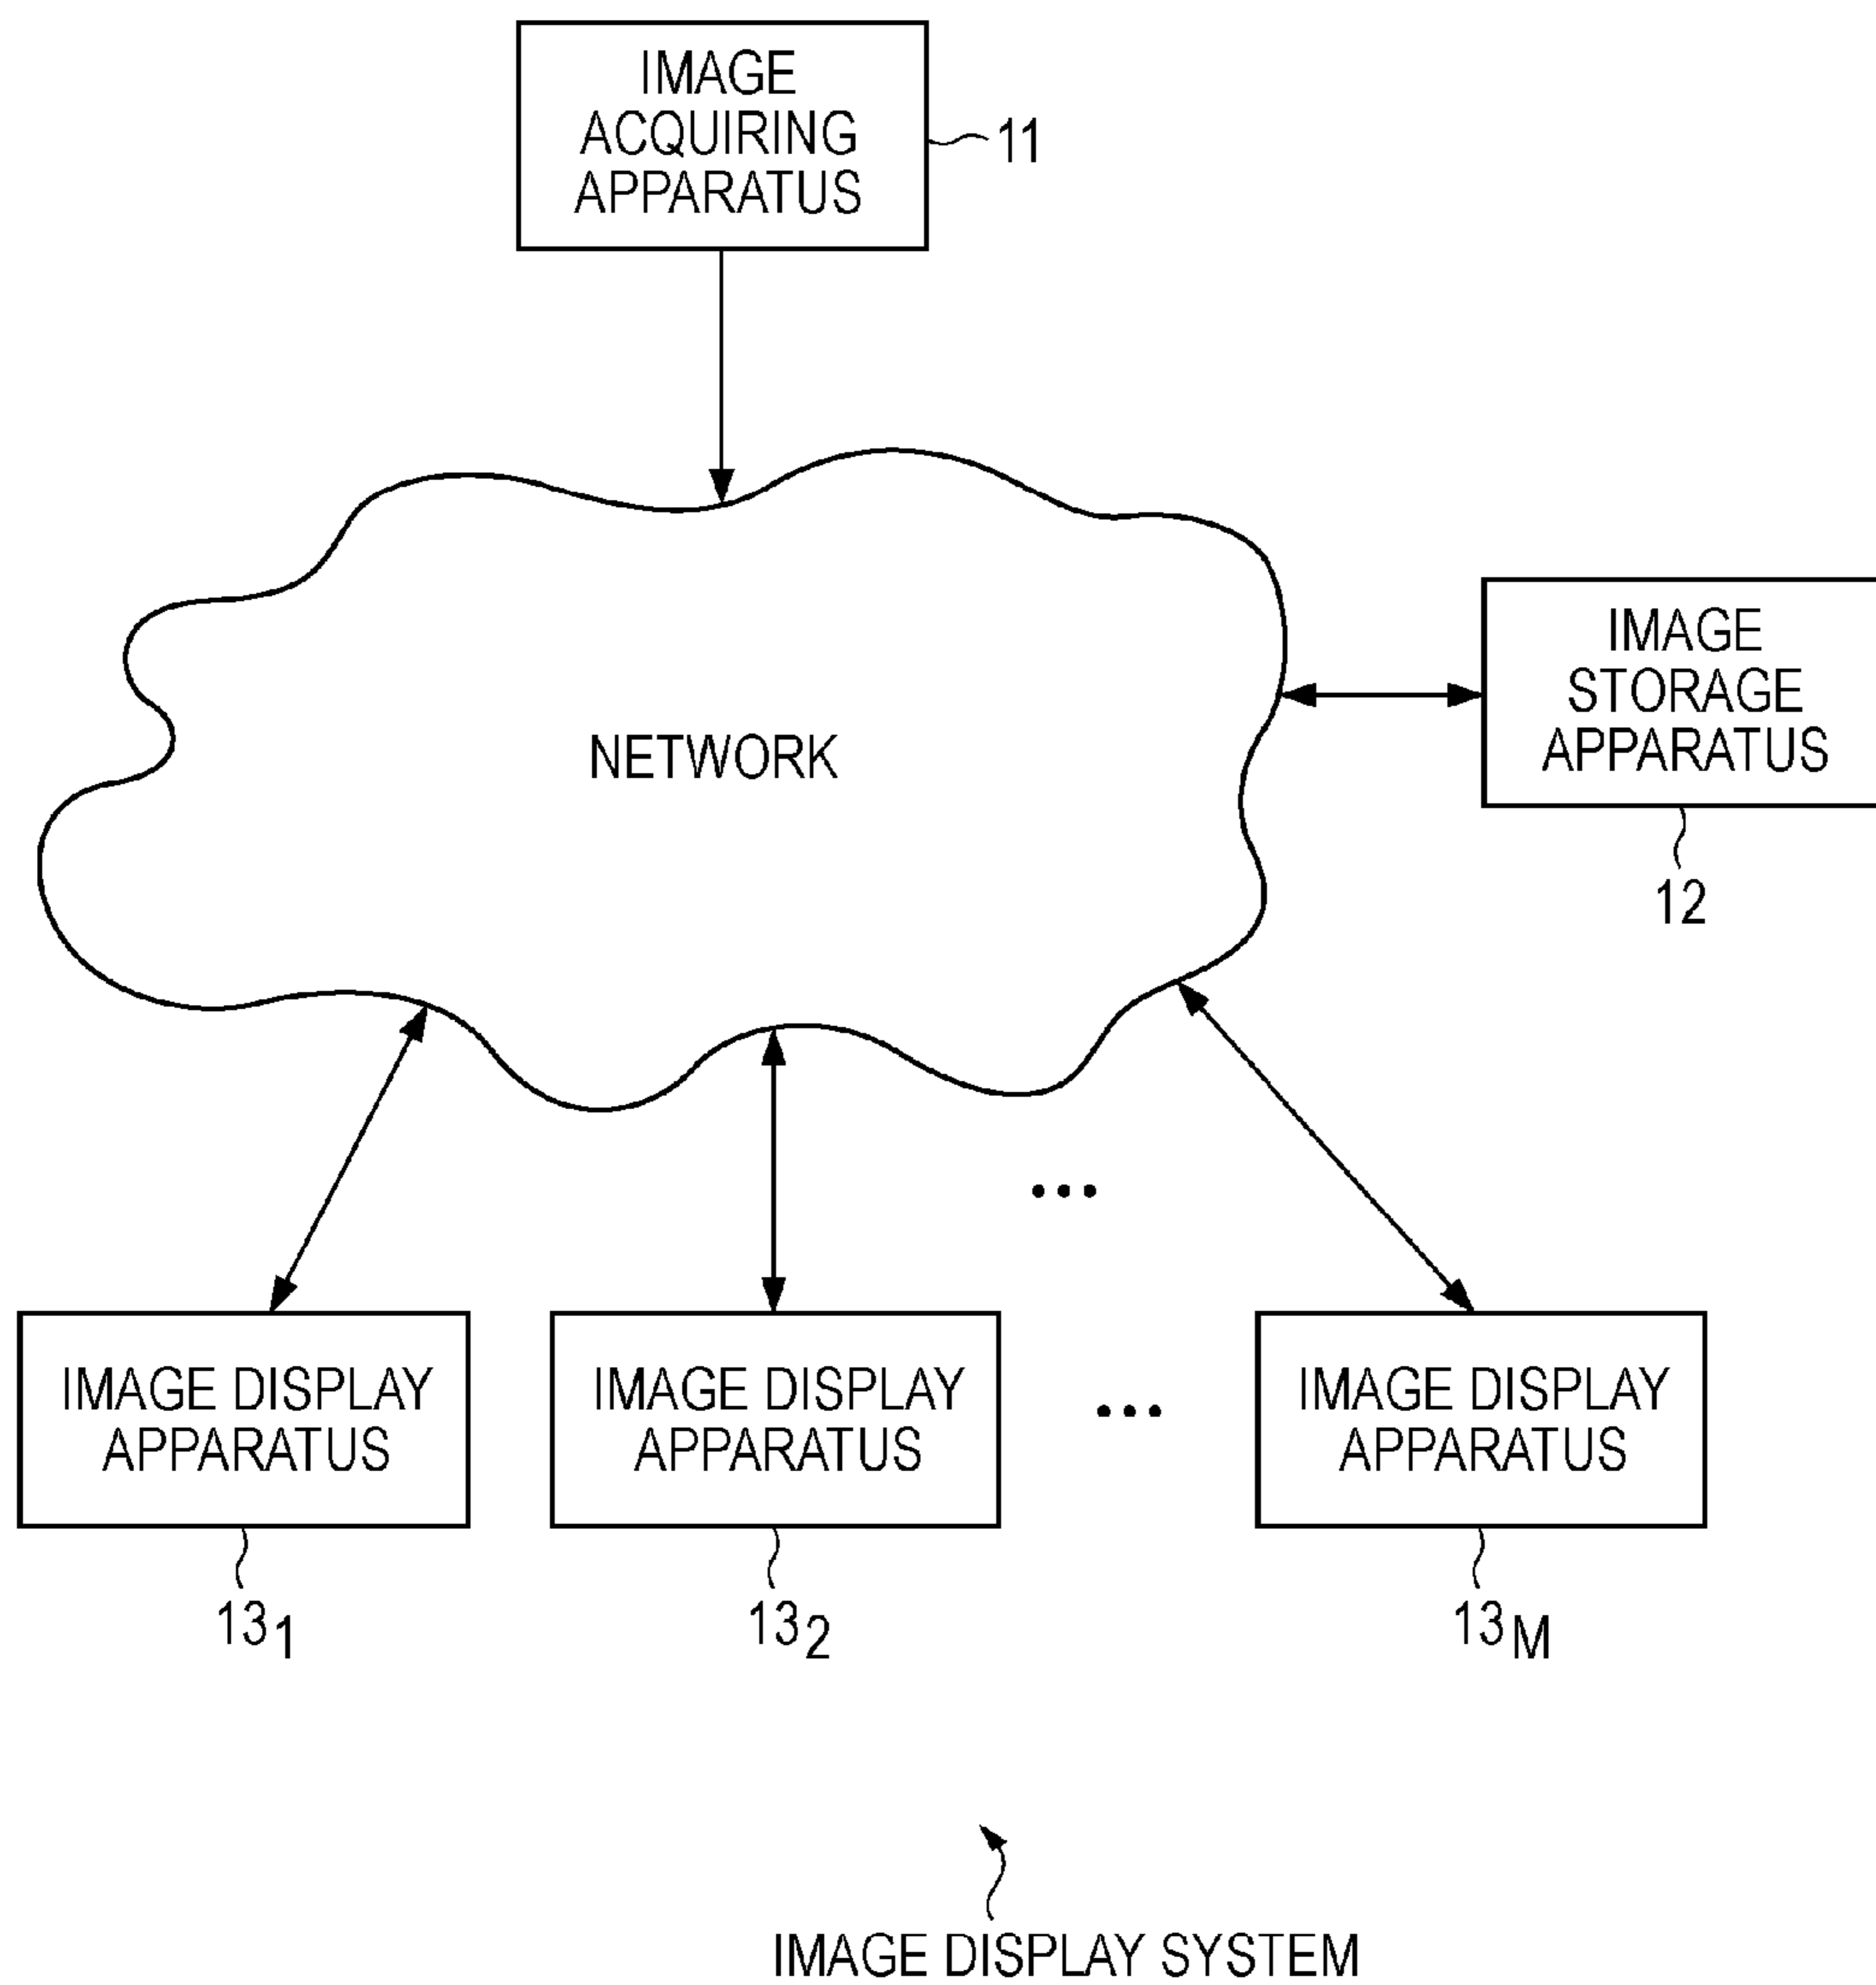 IMAGE
ACQUIRING
APPARATUS
11
NETWORK
IMAGE
STORAGE
APPARATUS
12
...
IMAGE DISPLAY
APPARATUS
IMAGE DISPLAY
APPARATUS
...
IMAGE DISPLAY
APPARATUS
13₁
13₂
13M
IMAGE DISPLAY SYSTEM